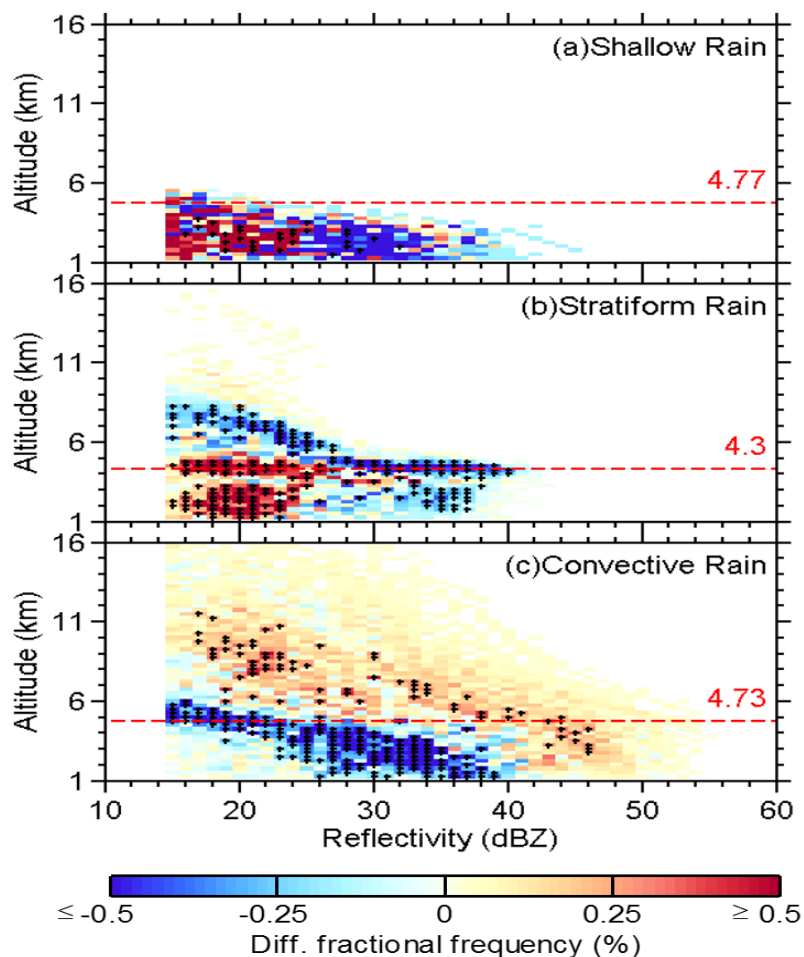 16
(a)Shallow Rain
11
Altitude (km)
6
4.77
1
16
(b)Stratiform Rain
11
Altitude (km)
6
4.3
1
16
(c)Convective Rain
11
Altitude (km)
6
4.73
1
10 20 30 40 50 60
Reflectivity (dBZ)
≤ -0.5 -0.25 0 0.25 ≥ 0.5
Diff. fractional frequency (%)